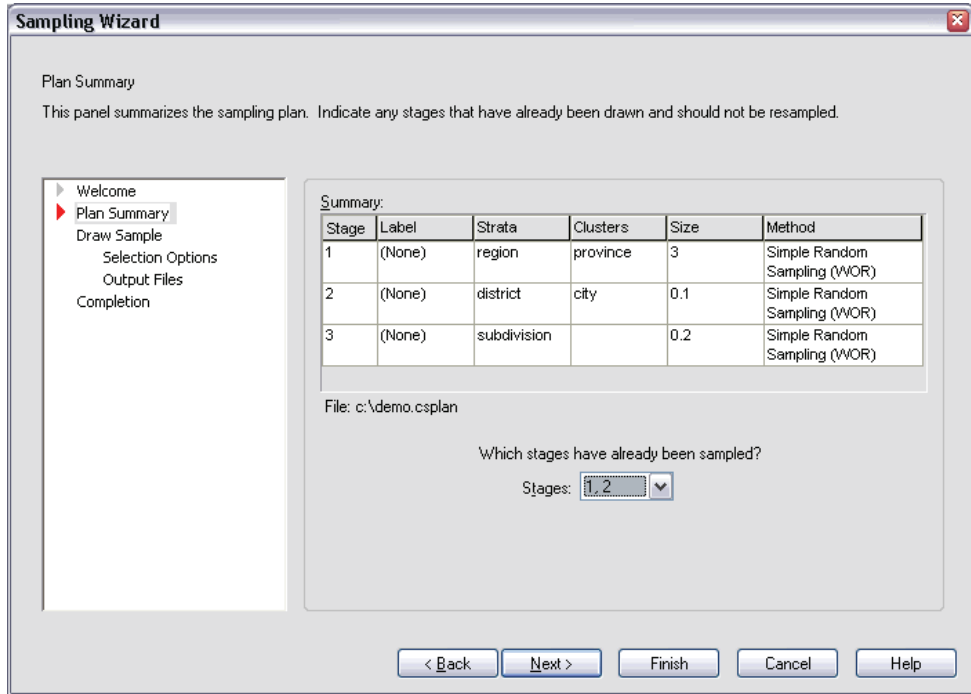 Sampling Wizard
Plan Summary
This panel summarizes the sampling plan. Indicate any stages that have already been drawn and should not be resampled.
Welcome
Plan Summary
Draw Sample
Selection Options
Output Files
Completion
Summary:
Stage Label Strata Clusters Size Method
1 (None) region province 3 Simple Random
Sampling (WOR)
2 (None) district city 0.1 Simple Random
Sampling (WOR)
3 (None) subdivision 0.2 Simple Random
Sampling (WOR)
File: c:\demo.csplan
Which stages have already been sampled?
Stages: 1, 2
< Back Next > Finish Cancel Help